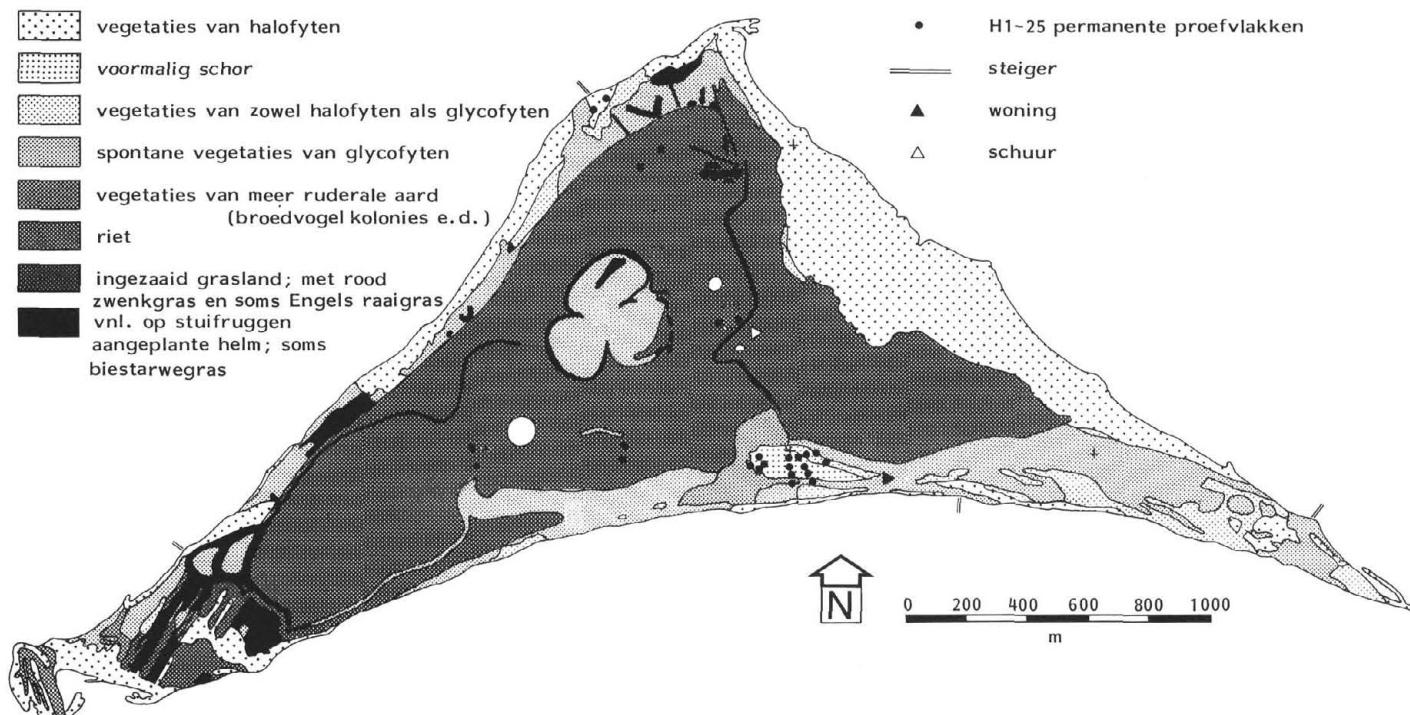 vegetaties van halofyten
voormalig schor
vegetaties van zowel halofyten als glycofyten
spontane vegetaties van glycofyten
vegetaties van meer ruderale aard
(broedvogel kolonies e.d.)
riet
ingezaaid grasland; met rood
zwenkgras en soms Engels raaigras
vnl. op stuifruggen
aangeplante helm; soms
biestarwegras
H1-25 permanente proefvlakken
steiger
woning
schuur
N
0 200 400 600 800 1000
m